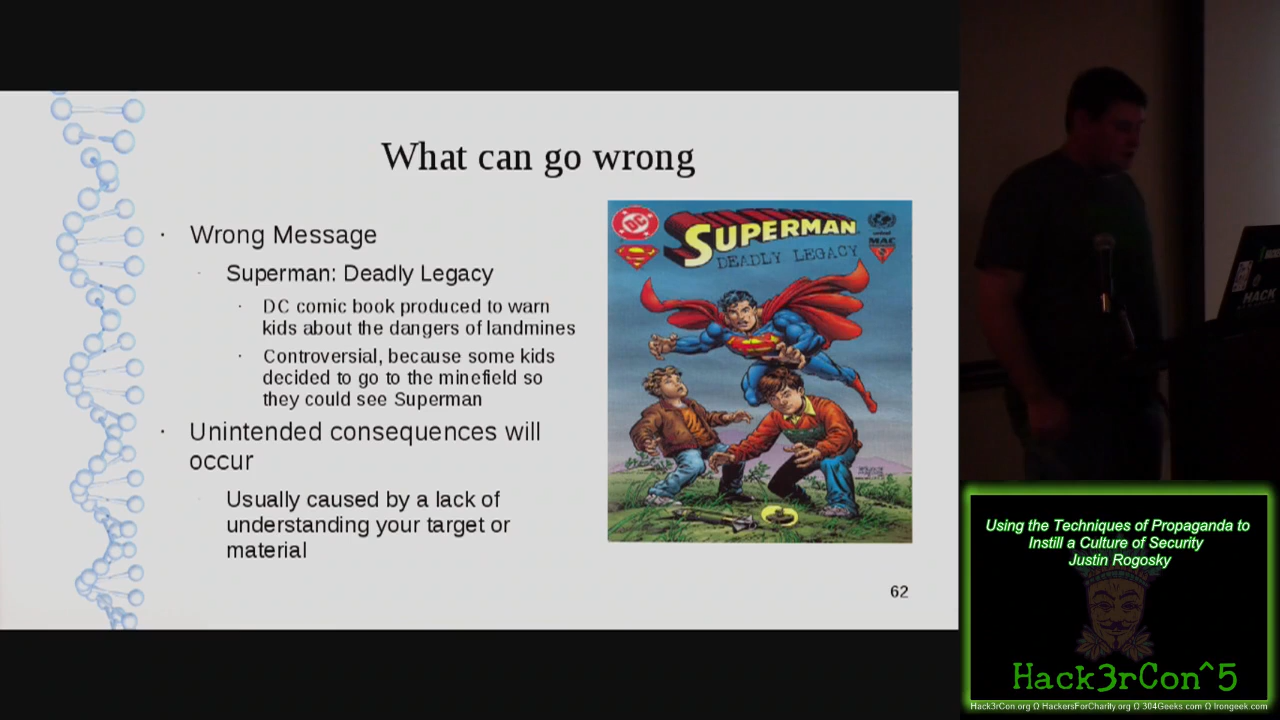 What can go wrong
· Wrong Message
- Superman: Deadly Legacy
· DC comic book produced to warn
kids about the dangers of landmines
· Controversial, because some kids
decided to go to the minefield so
they could see Superman
· Unintended consequences will
occur
Usually caused by a lack of
understanding your target or
material
DC
SUPERMAN
DEADLY LEGACY
MAC
62
HACK
Using the Techniques of Propaganda to
Instill a Culture of Security
Justin Rogosky
Hack3rCon^5
Hack3rCon.org Ω HackersForCharity.org Ω 304Geeks.com Ω Irongeek.com